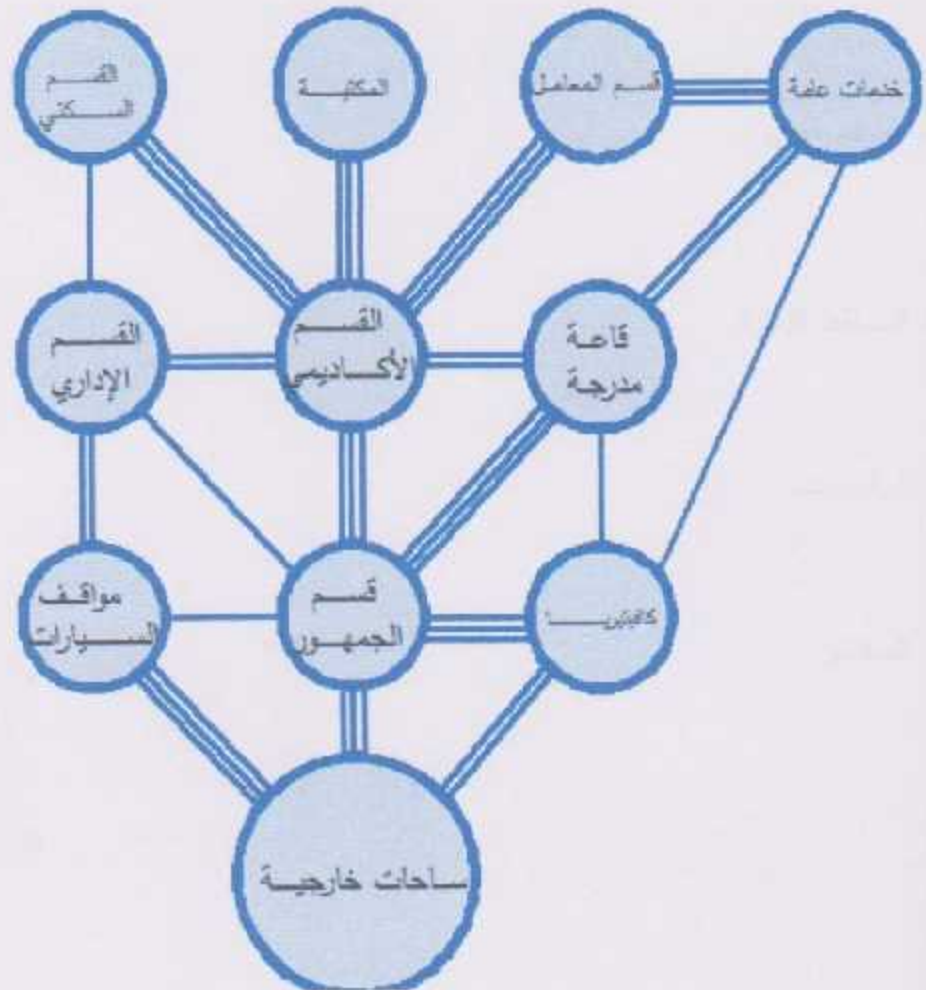 القسم
السكني
المكتبة
قسم المعامل
خدمات عامة
القسم
الإداري
القسم
الأكاديمي
قاعة
مدرجة
مواقف
السيارات
قسم
الجمهور
كافيتيريا
ساحات خارجية